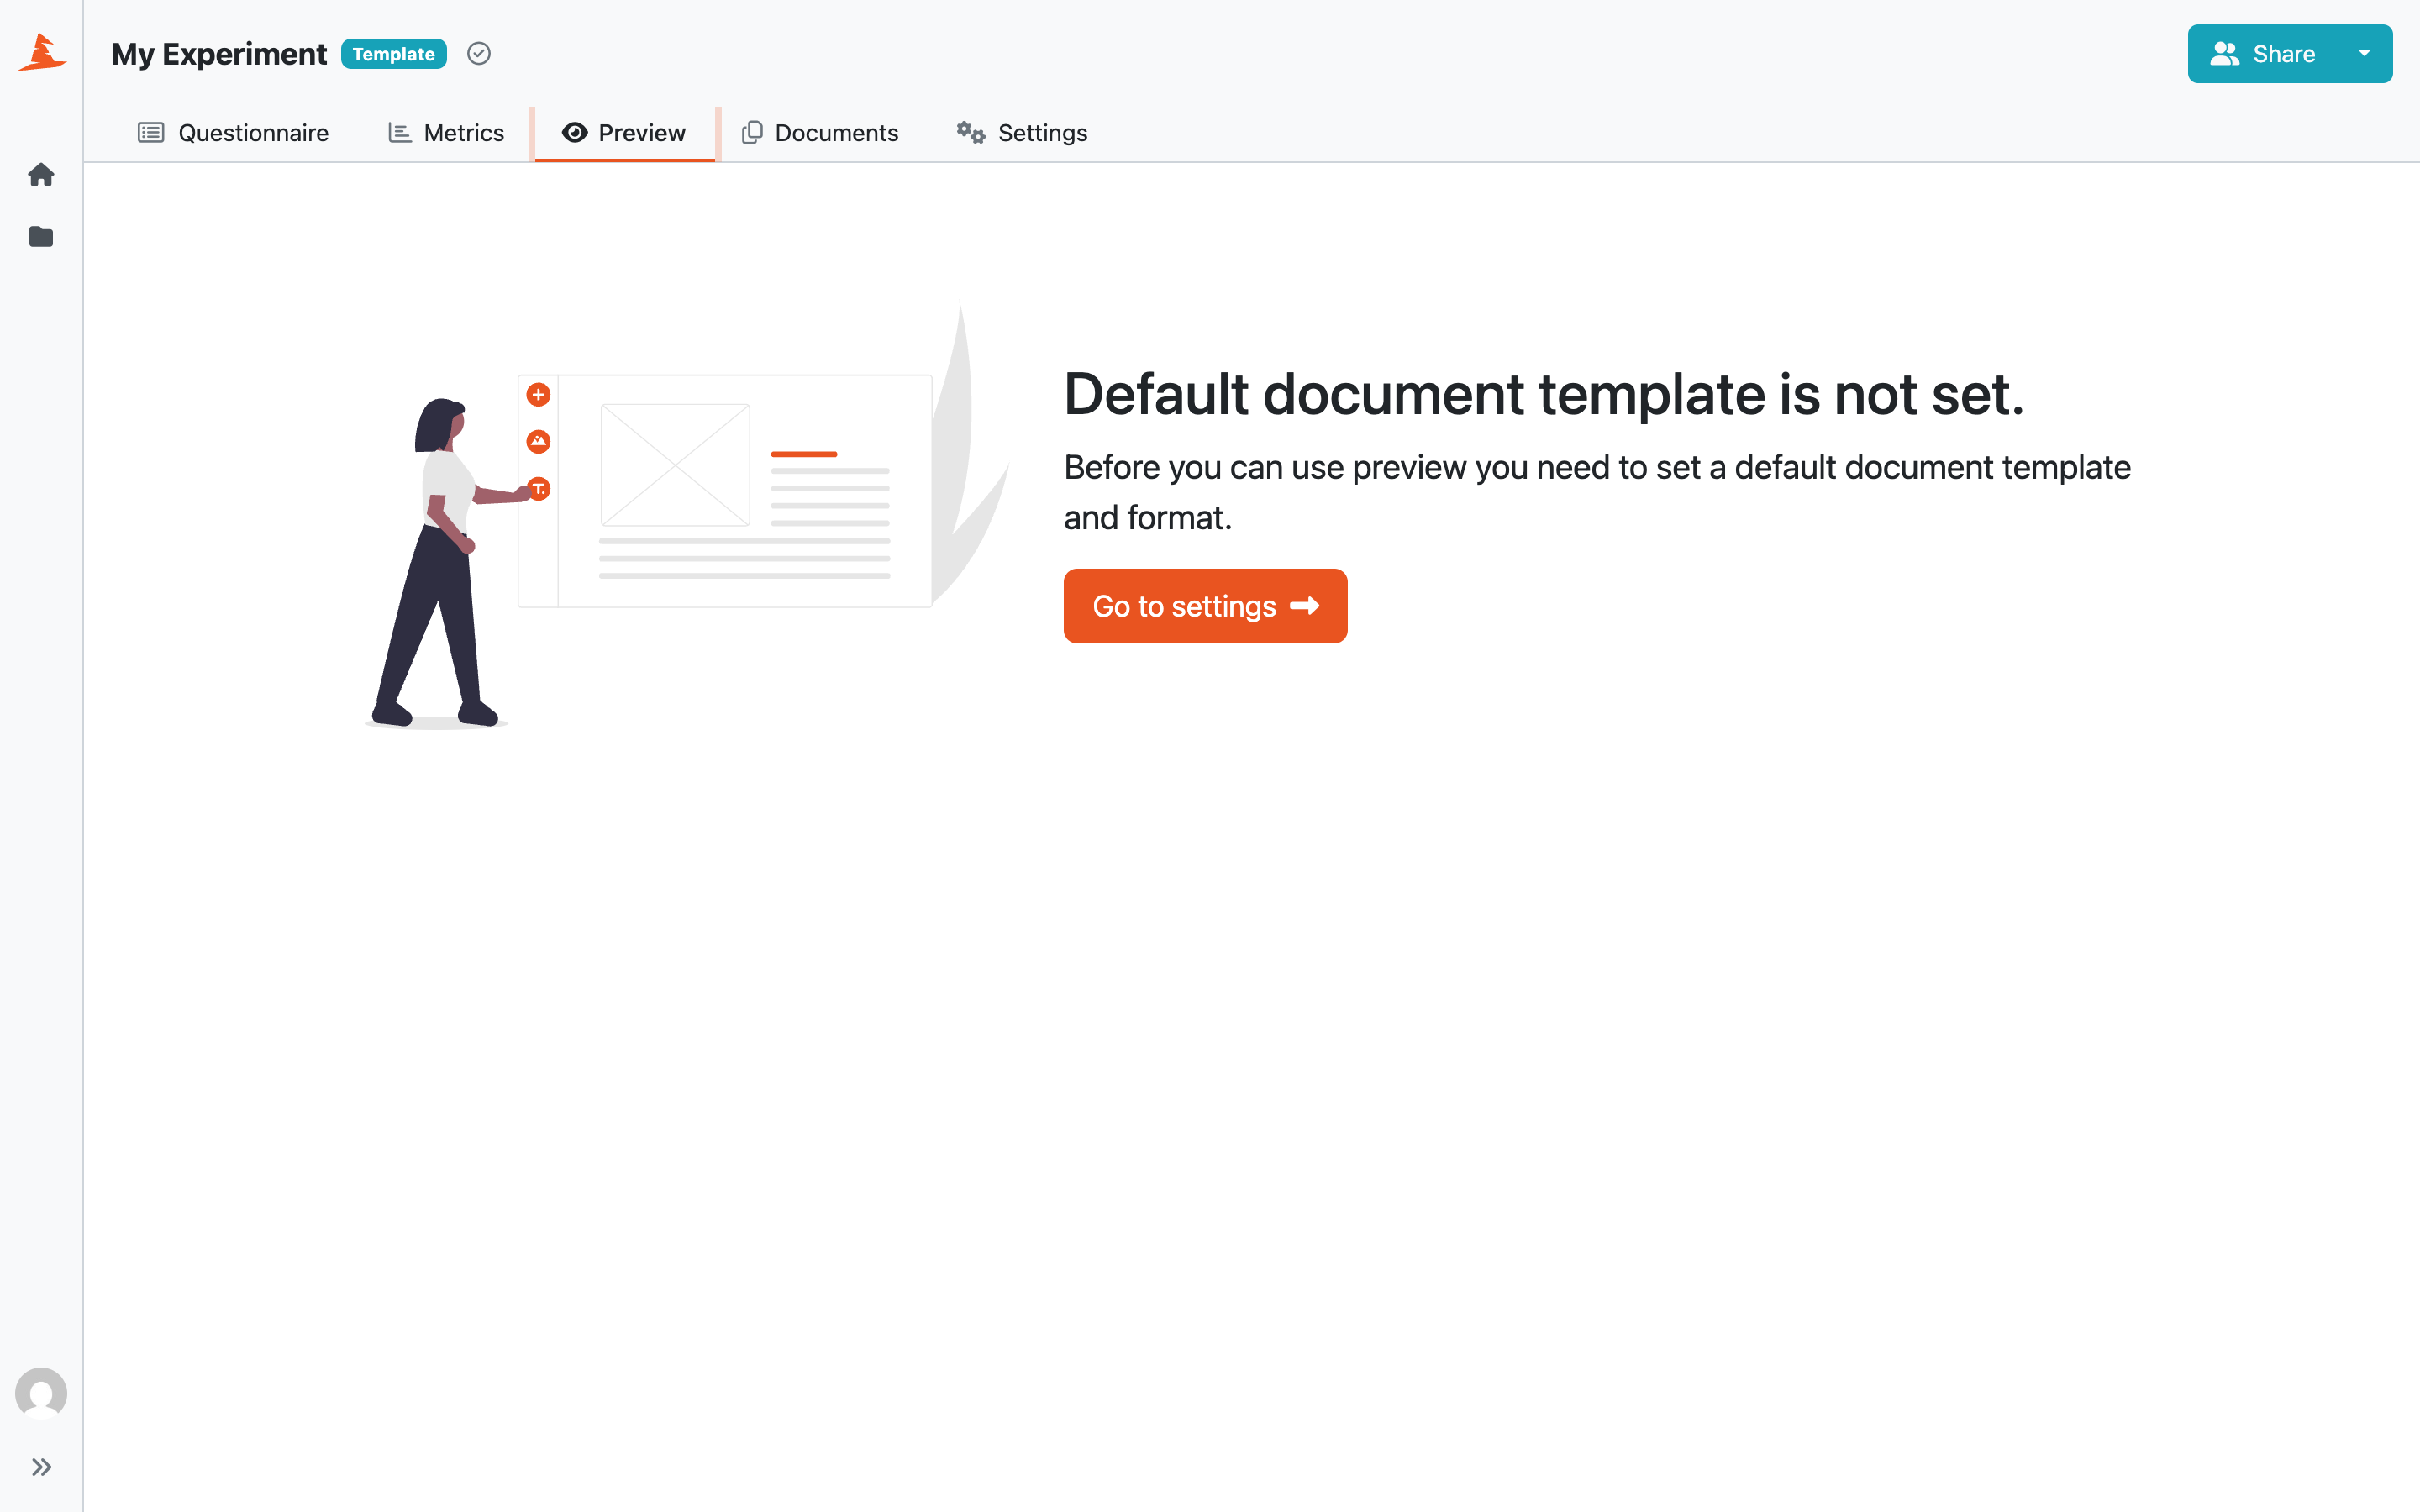 My Experiment Template
Share
Questionnaire Metrics Preview Documents Settings
Default document template is not set.
Before you can use preview you need to set a default document template
and format.
Go to settings
T.